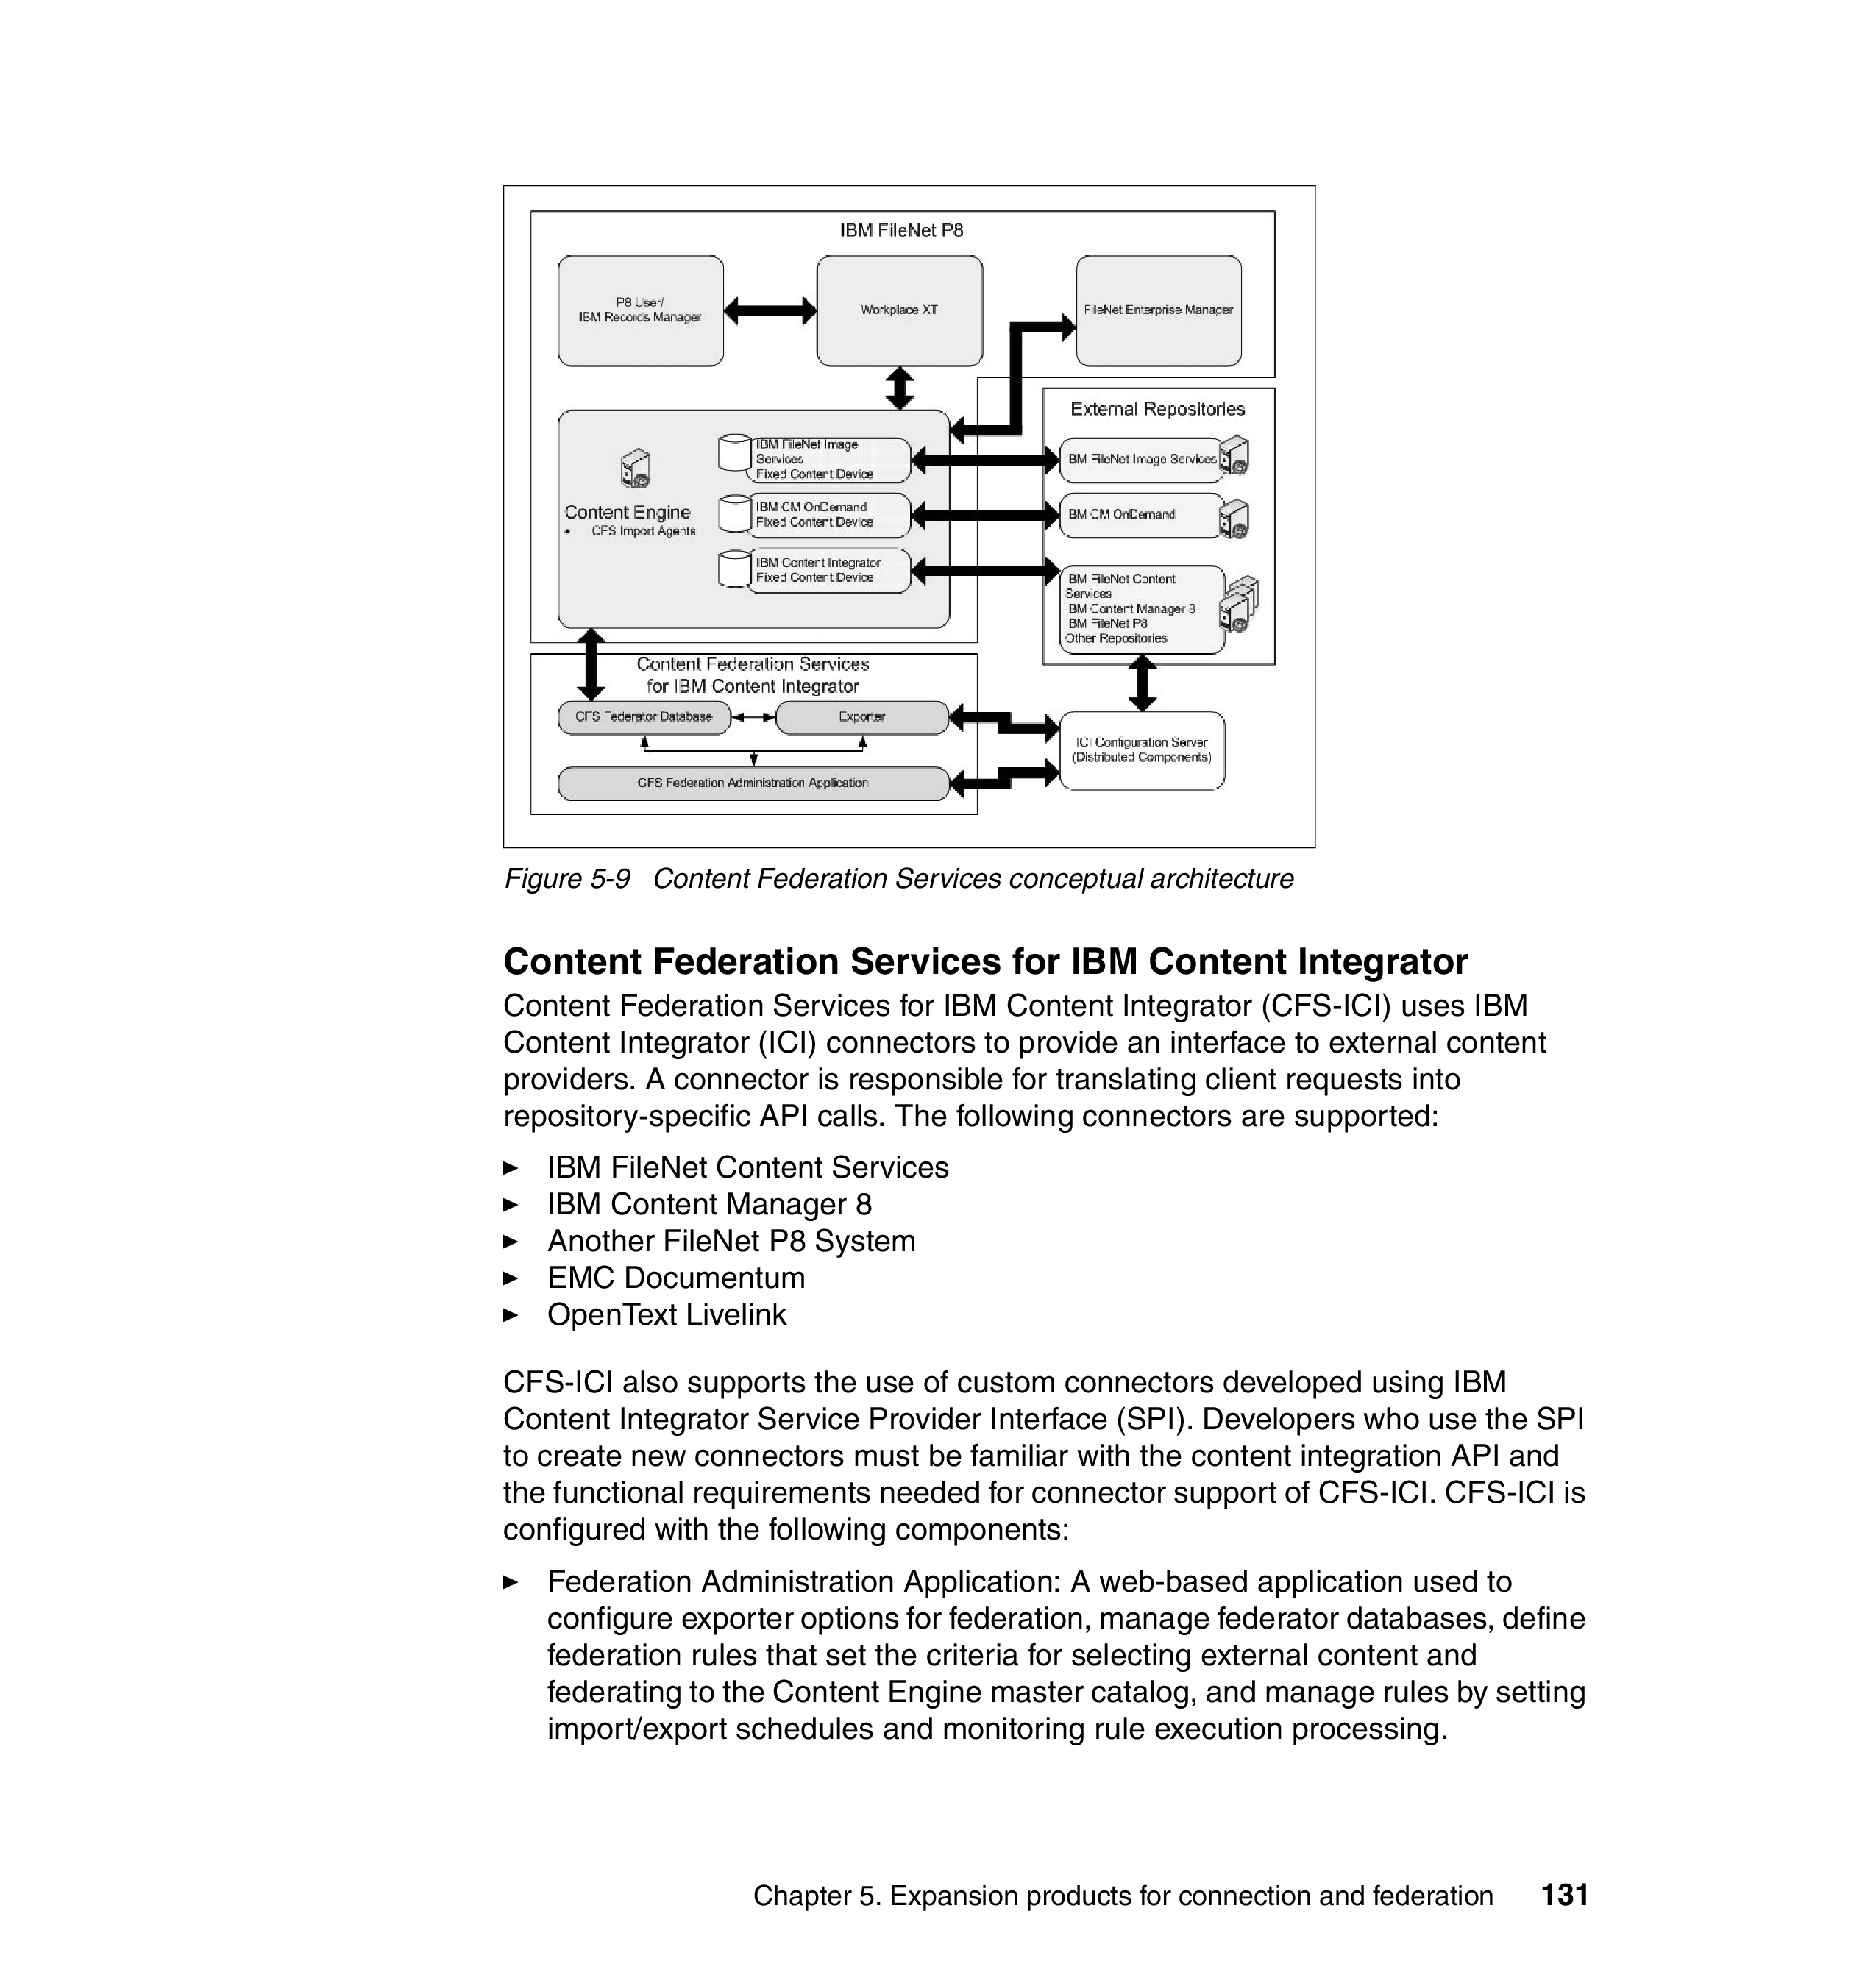 IBM FileNet P8
P8 User/
IBM Records Manager
Workplace XT
FileNet Enterprise Manager
External Repositories
IBM FileNet Image
Services
Fixed Content Device
IBM FileNet Image Services
Content Engine
• CFS Import Agents
IBM CM OnDemand
Fixed Content Device
IBM CM OnDemand
IBM Content Integrator
Fixed Content Device
IBM FileNet Content
Services
IBM Content Manager 8
IBM FileNet P8
Other Repositories
Content Federation Services
for IBM Content Integrator
CFS Federator Database
Exporter
ICI Configuration Server
(Distributed Components)
CFS Federation Administration Application
Figure 5-9 Content Federation Services conceptual architecture
Content Federation Services for IBM Content Integrator
Content Federation Services for IBM Content Integrator (CFS-ICI) uses IBM
Content Integrator (ICI) connectors to provide an interface to external content
providers. A connector is responsible for translating client requests into
repository-specific API calls. The following connectors are supported:
► IBM FileNet Content Services
► IBM Content Manager 8
► Another FileNet P8 System
► EMC Documentum
► OpenText Livelink
CFS-ICI also supports the use of custom connectors developed using IBM
Content Integrator Service Provider Interface (SPI). Developers who use the SPI
to create new connectors must be familiar with the content integration API and
the functional requirements needed for connector support of CFS-ICI. CFS-ICI is
configured with the following components:
► Federation Administration Application: A web-based application used to
configure exporter options for federation, manage federator databases, define
federation rules that set the criteria for selecting external content and
federating to the Content Engine master catalog, and manage rules by setting
import/export schedules and monitoring rule execution processing.
Chapter 5. Expansion products for connection and federation 131